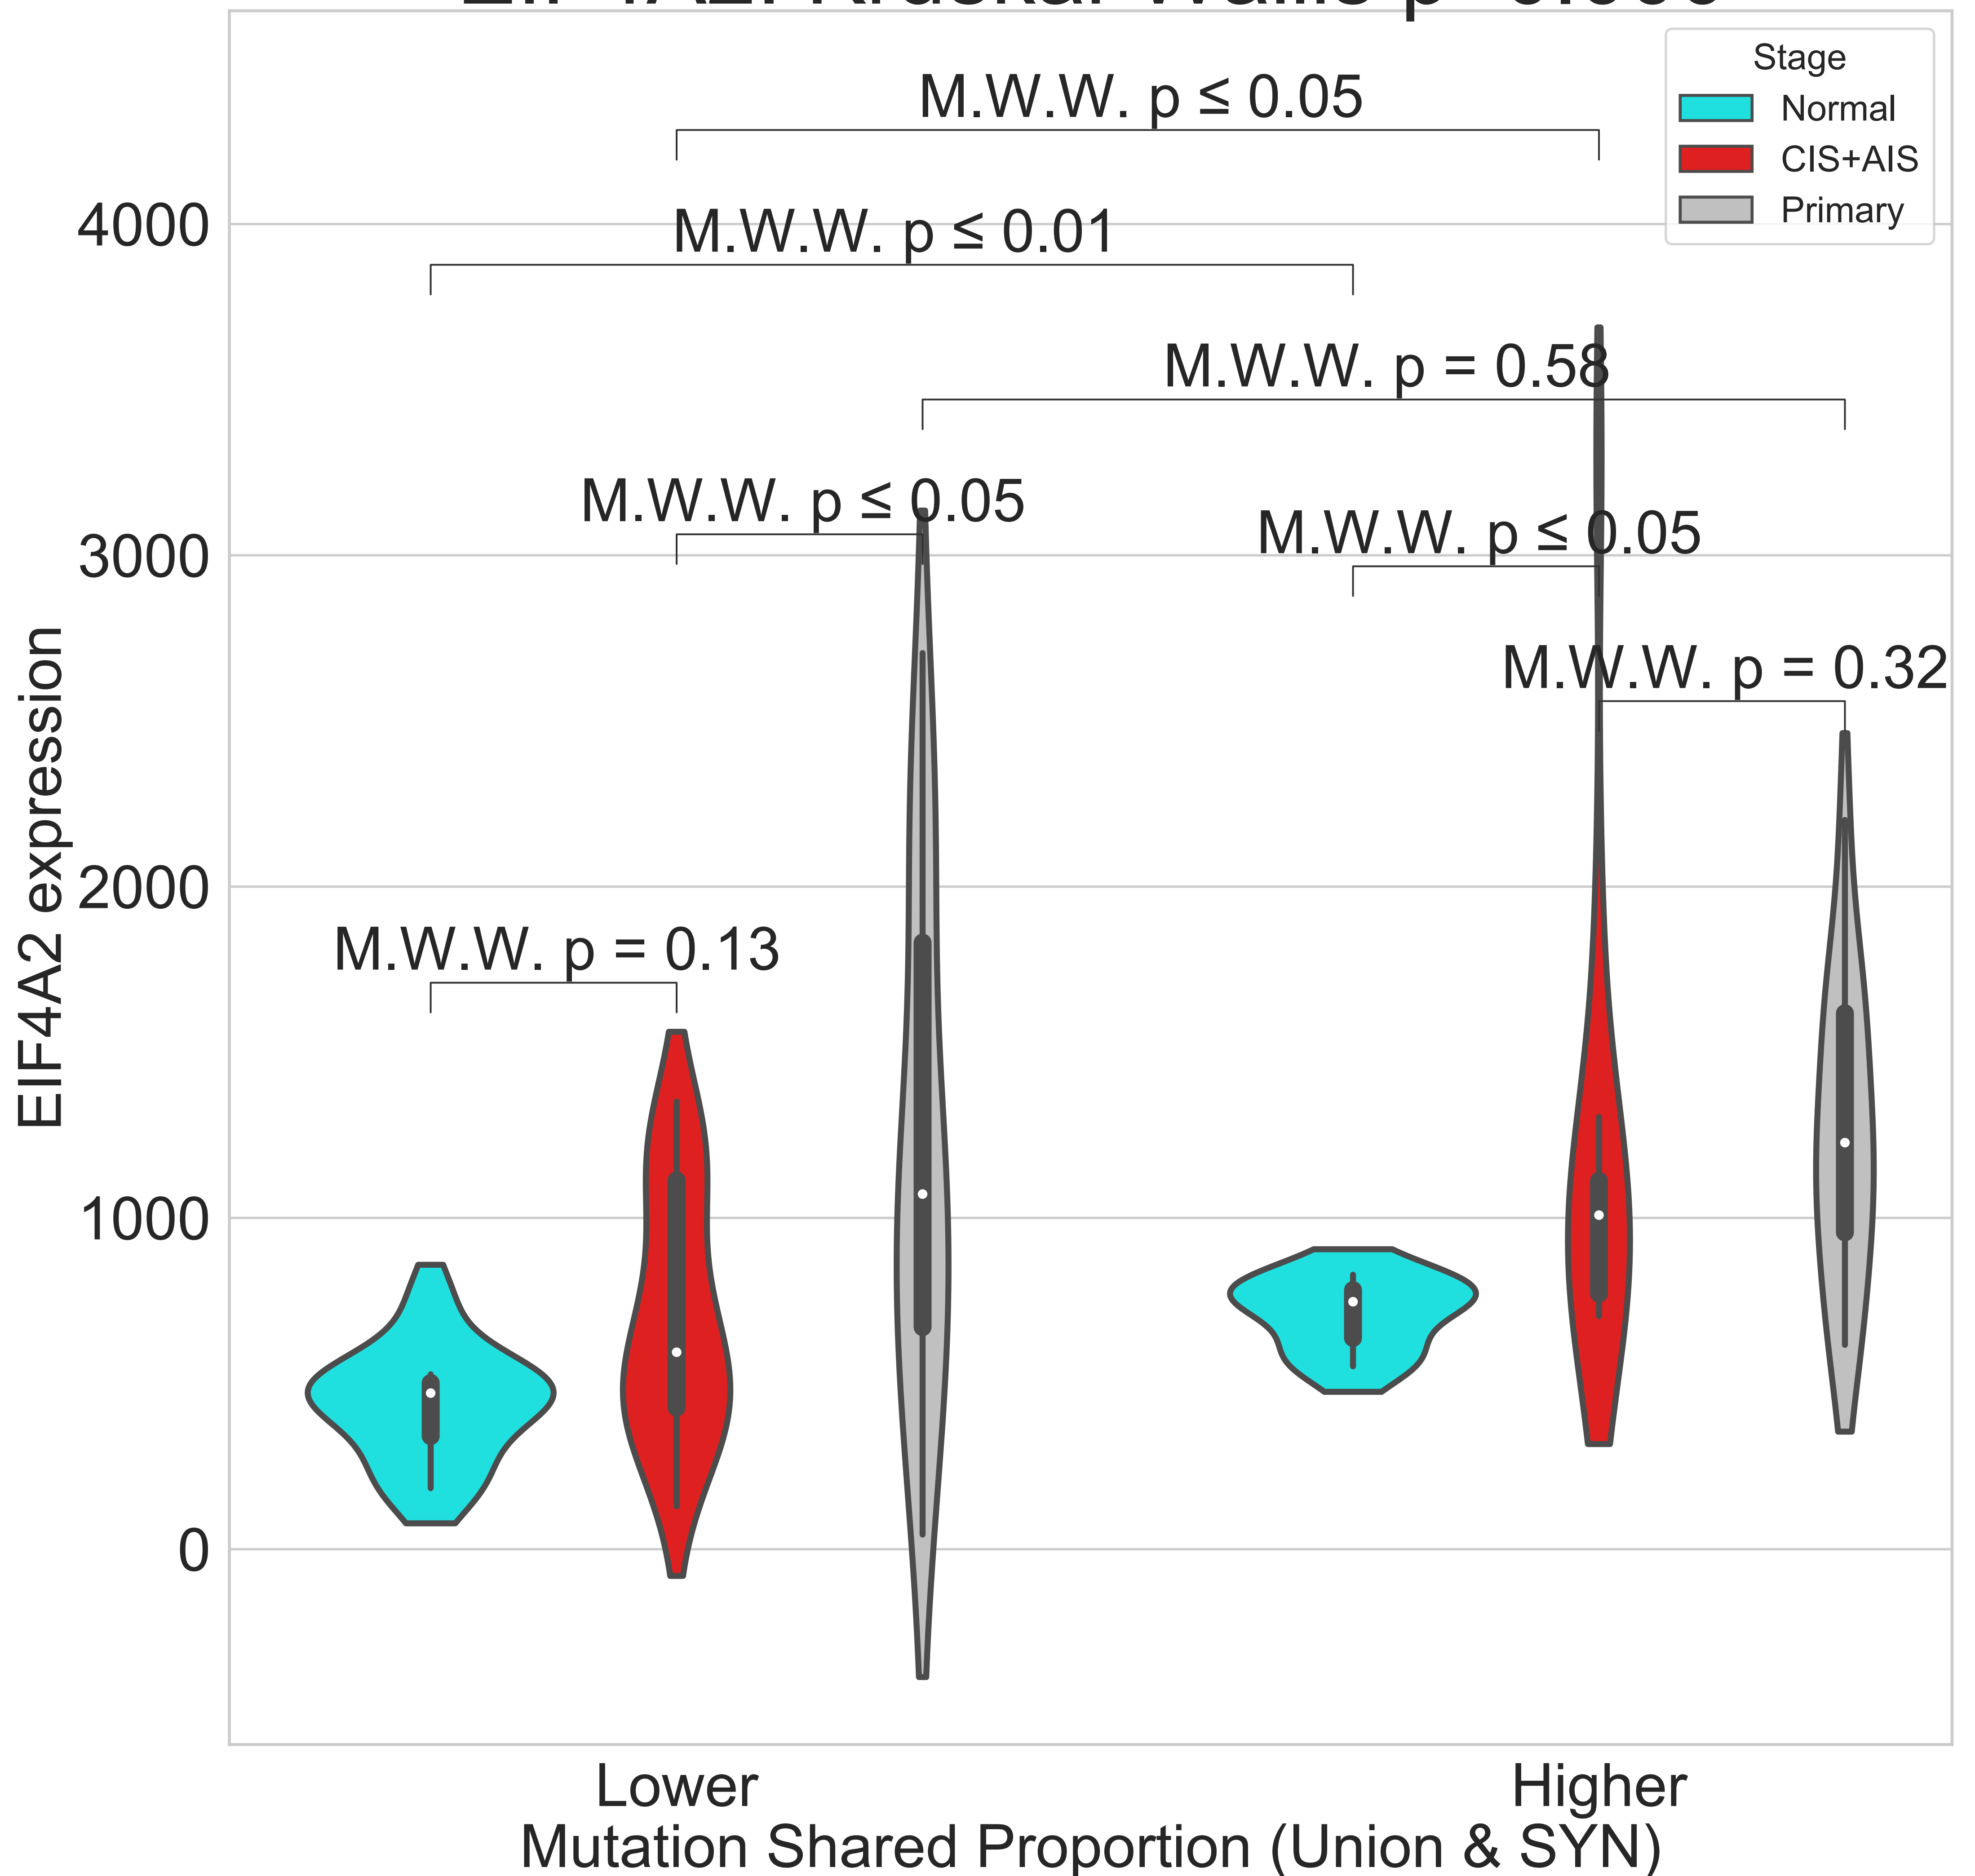 Stage
Normal
CIS+AIS
Primary
M.W.W. p ≤ 0.05
M.W.W. p ≤ 0.01
M.W.W. p = 0.58
M.W.W. p ≤ 0.05
M.W.W. p ≤ 0.05
M.W.W. p = 0.32
M.W.W. p = 0.13
4000
3000
2000
1000
0
EIF4A2 expression
Lower
Higher
Mutation Shared Proportion (Union & SYN)